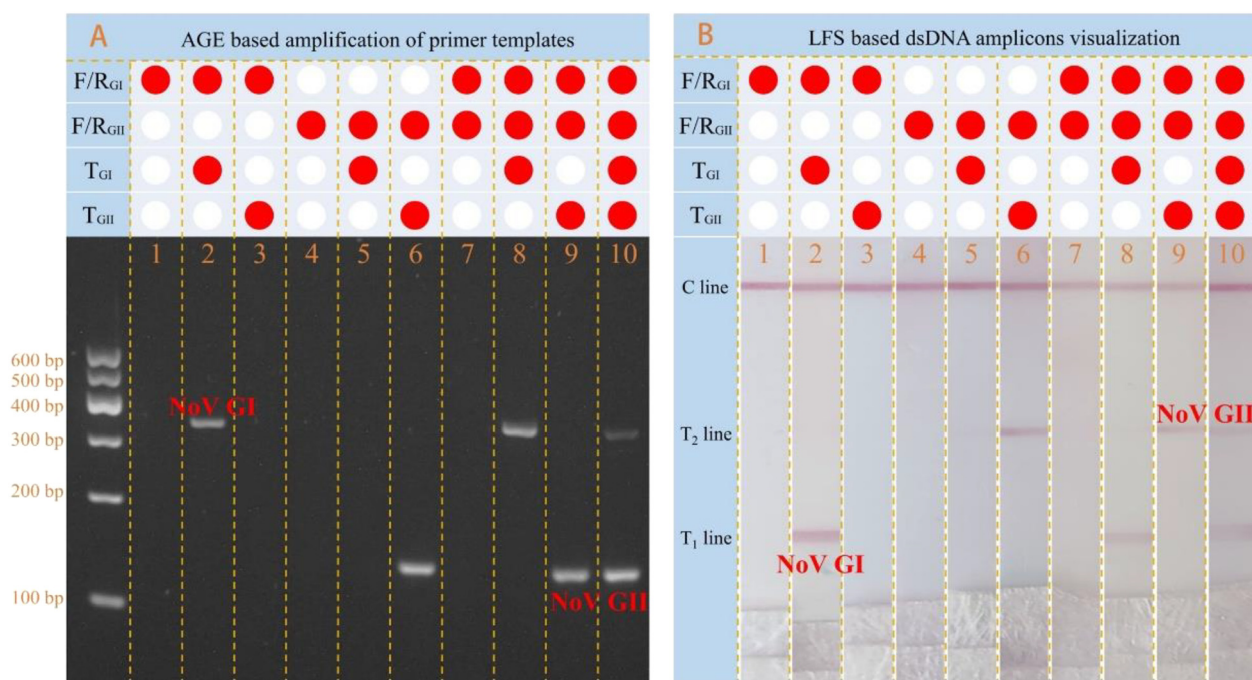 A
AGE based amplification of primer templates
F/RGI
F/RGII
TGI
TGII
1 2 3 4 5 6 7 8 9 10
600 bp
500 bp
400 bp
300 bp
200 bp
100 bp
NoV GI
NoV GII
B
LFS based dsDNA amplicons visualization
F/RGI
F/RGII
TGI
TGII
1 2 3 4 5 6 7 8 9 10
C line
T2 line
T1 line
NoV GII
NoV GI